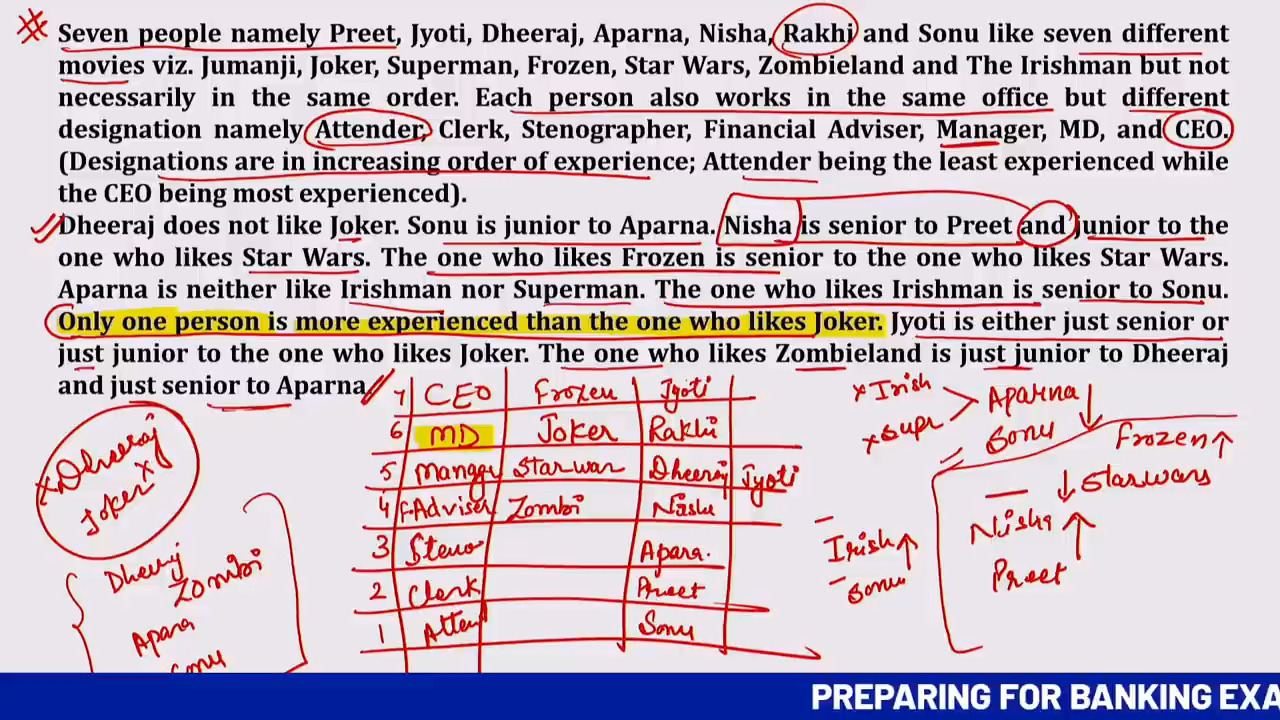 Seven people namely Preet, Jyoti, Dheeraj, Aparna, Nisha, Rakhi and Sonu like seven different
movies viz. Jumanji, Joker, Superman, Frozen, Star Wars, Zombieland and The Irishman but not
necessarily in the same order. Each person also works in the same office but different
designation namely Attender, Clerk, Stenographer, Financial Adviser, Manager, MD, and CEO.
(Designations are in increasing order of experience; Attender being the least experienced while
the CEO being most experienced).
Dheeraj does not like Joker. Sonu is junior to Aparna. Nisha is senior to Preet and junior to the
one who likes Star Wars. The one who likes Frozen is senior to the one who likes Star Wars.
Aparna is neither like Irishman nor Superman. The one who likes Irishman is senior to Sonu.
Only one person is more experienced than the one who likes Joker. Jyoti is either just senior or
just junior to the one who likes Joker. The one who likes Zombieland is just junior to Dheeraj
and just senior to Aparna
7 CEO Frozen Jyoti
6 MD Joker Rakhi
5 Manager Starwar Dheeraj Jyoti
4 F.Adviser Zombi Nishu
3 Steno Apara.
2 Clerk Preet
1 Atten Sonu
x Dheeraj
Joker x
Dheeraj
Zombi
Apara
Sonu
x Irish
x Supr
Aparna
Sonu
Frozen
Starwars
Nisha
Preet
Irish
Sonu
PREPARING FOR BANKING EXA